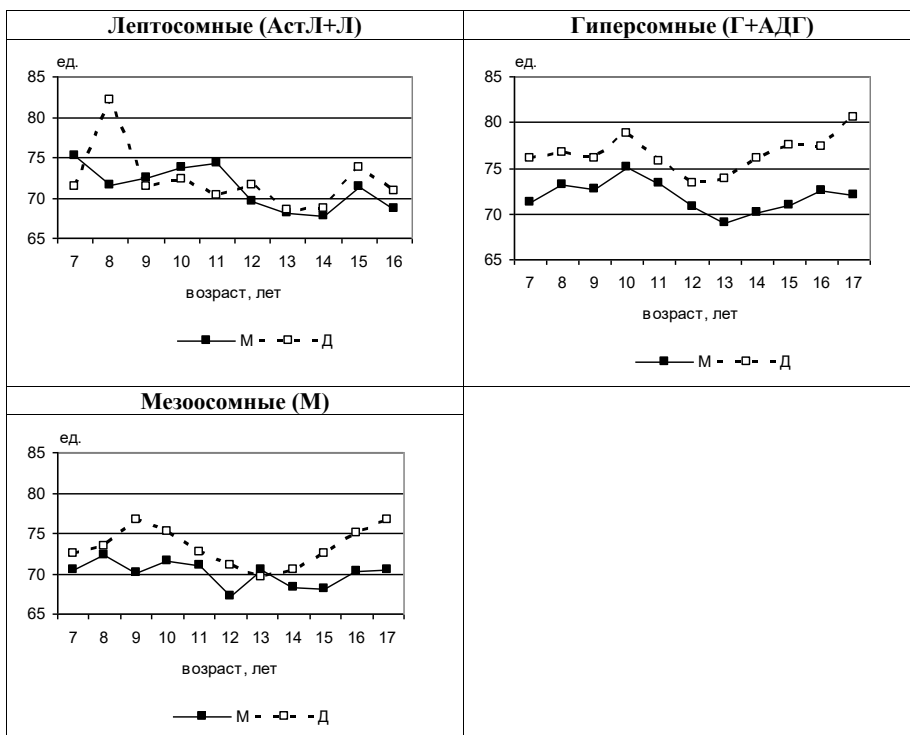 Лептосомные (АстЛ+Л)
ед.
85
80
75
70
65
7 8 9 10 11 12 13 14 15 16
возраст, лет
М Д
Гиперсомные (Г+АДГ)
ед.
85
80
75
70
65
7 8 9 10 11 12 13 14 15 16 17
возраст, лет
М Д
Мезоосомные (М)
ед.
85
80
75
70
65
7 8 9 10 11 12 13 14 15 16 17
возраст, лет
М Д